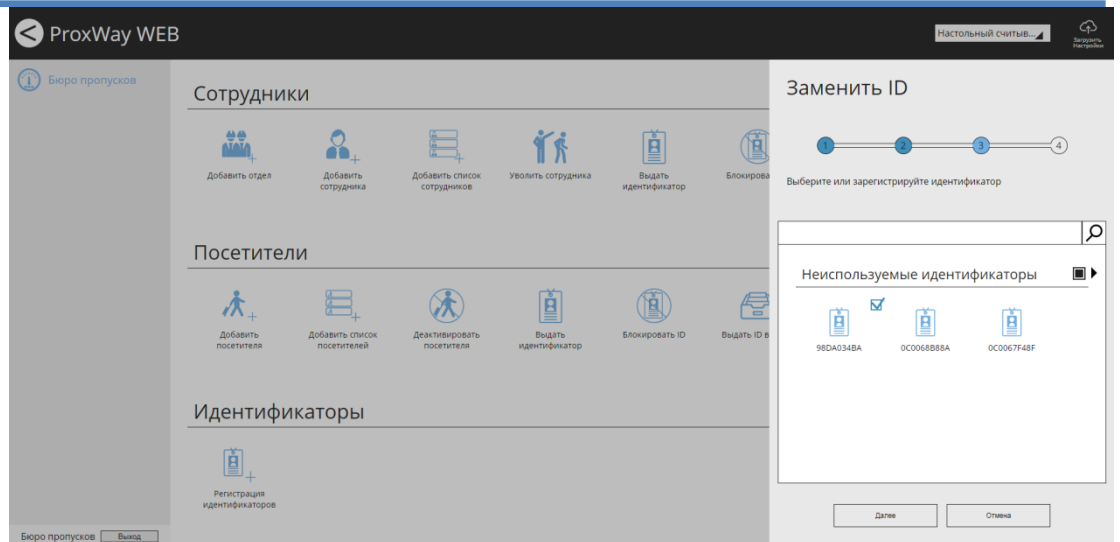 ProxWay WEB
Настольный считыв...
Загрузить
Настройки
Бюро пропусков
Сотрудники
Добавить отдел
Добавить
сотрудника
Добавить список
сотрудников
Уволить сотрудника
Выдать
идентификатор
Блокирова
Посетители
Добавить
посетителя
Добавить список
посетителей
Деактивировать
посетителя
Выдать
идентификатор
Блокировать ID
Выдать ID в
Идентификаторы
Регистрация
идентификаторов
Бюро пропусков
Выход
Заменить ID
1
2
3
4
Выберите или зарегистрируйте идентификатор
Неиспользуемые идентификаторы
98DA034BA
0C0068B88A
0C0067F48F
Далее
Отмена